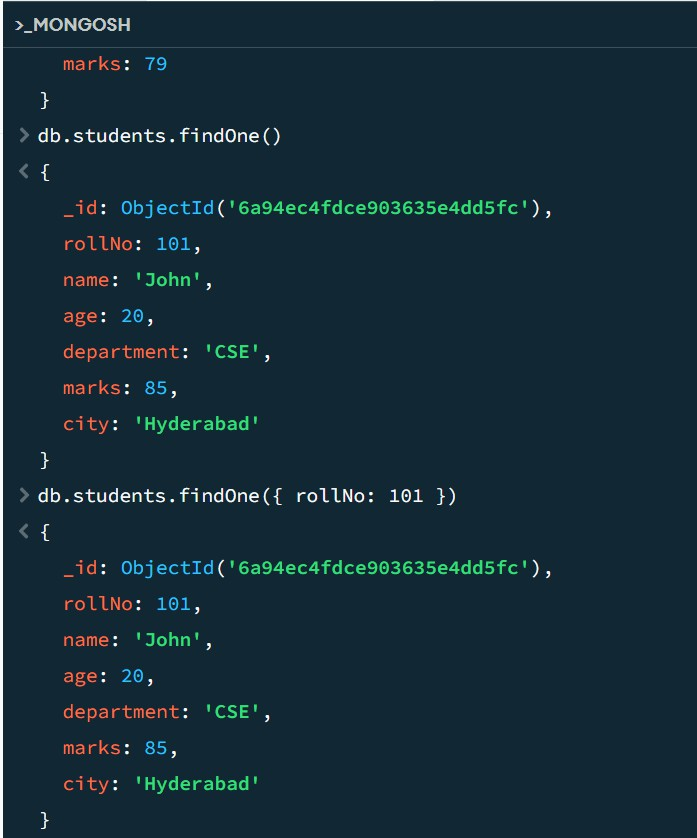 >_MONGOSH
marks: 79
}
> db.students.findOne()
< {
_id: ObjectId('6a94ec4fdce903635e4dd5fc'),
rollNo: 101,
name: 'John',
age: 20,
department: 'CSE',
marks: 85,
city: 'Hyderabad'
}
> db.students.findOne({ rollNo: 101 })
< {
_id: ObjectId('6a94ec4fdce903635e4dd5fc'),
rollNo: 101,
name: 'John',
age: 20,
department: 'CSE',
marks: 85,
city: 'Hyderabad'
}